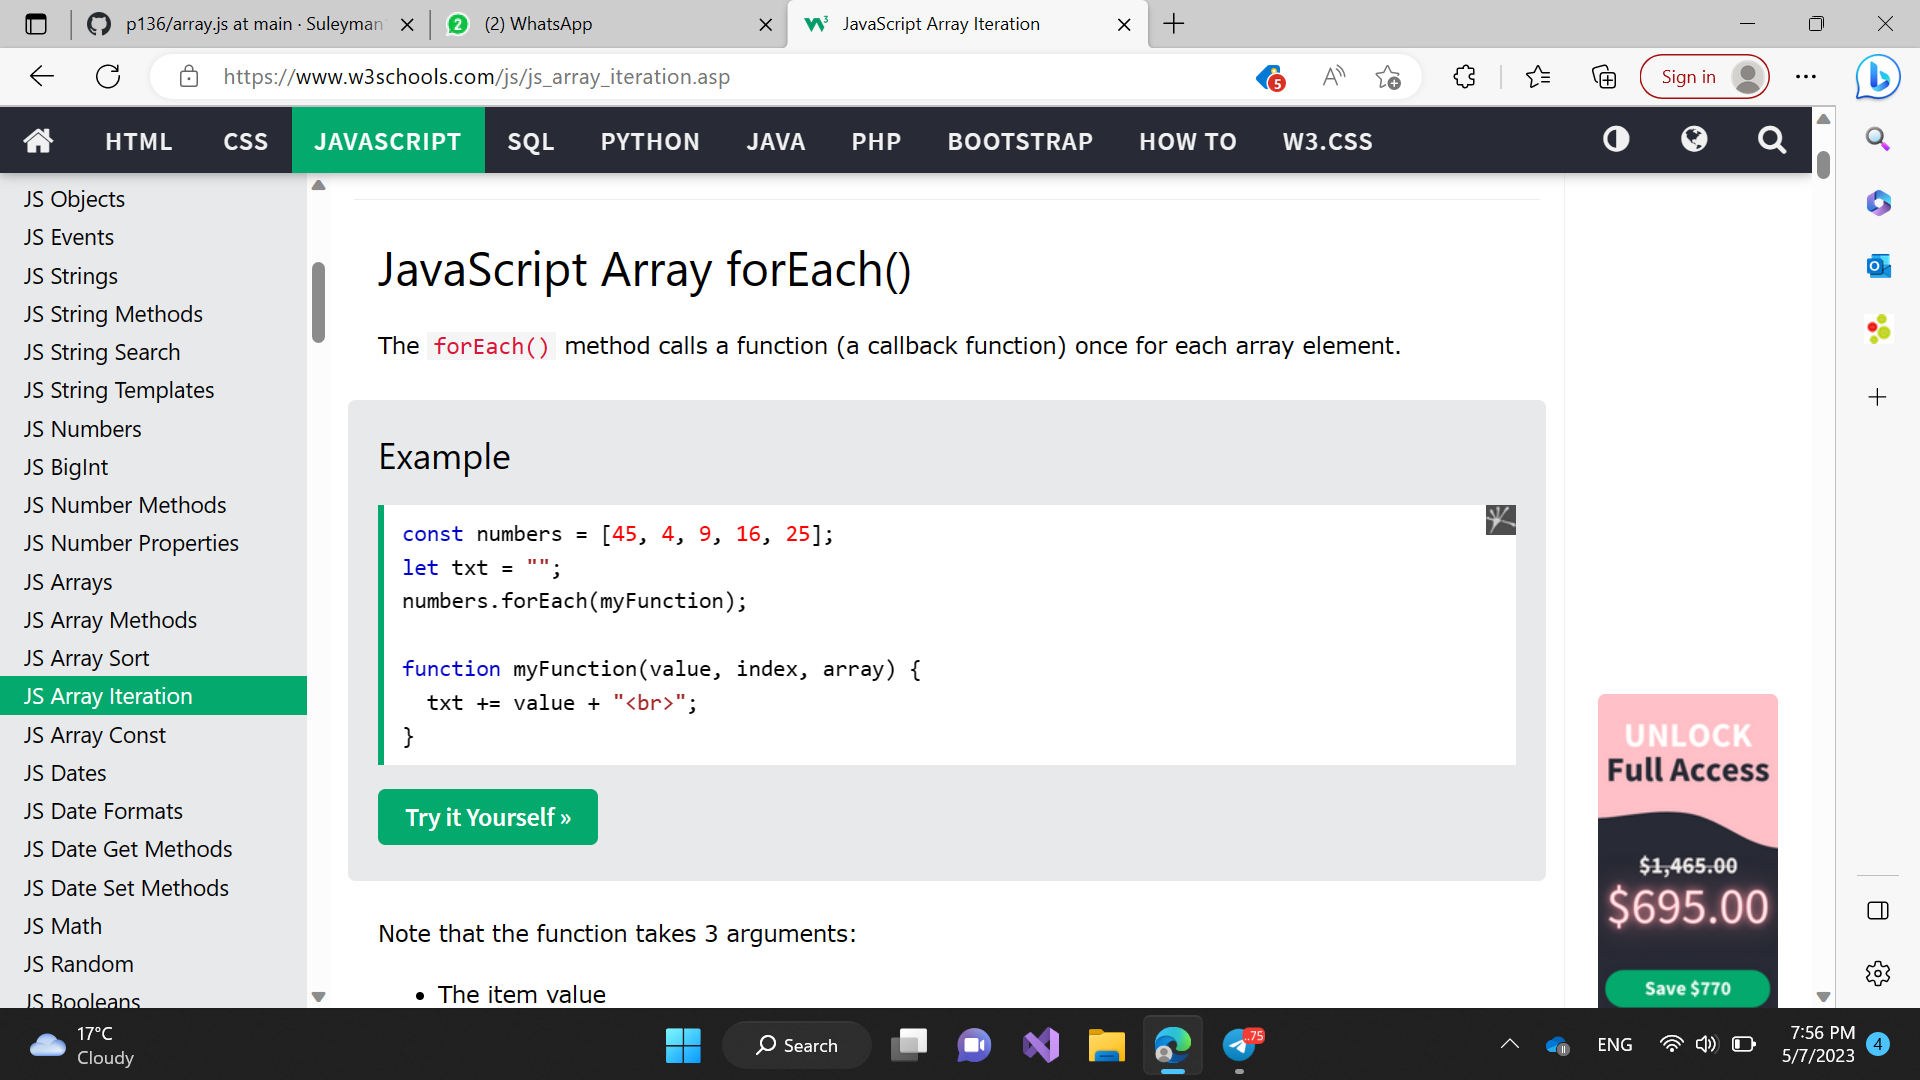 p136/array.js at main · Suleyman
(2) WhatsApp
JavaScript Array Iteration
https://www.w3schools.com/js/js_array_iteration.asp
5
Sign in
HTML CSS JAVASCRIPT SQL PYTHON JAVA PHP BOOTSTRAP HOW TO W3.CSS
JS Objects
JS Events
JS Strings
JS String Methods
JS String Search
JS String Templates
JS Numbers
JS BigInt
JS Number Methods
JS Number Properties
JS Arrays
JS Array Methods
JS Array Sort
JS Array Iteration
JS Array Const
JS Dates
JS Date Formats
JS Date Get Methods
JS Date Set Methods
JS Math
JS Random
JS Booleans
JavaScript Array forEach()
The forEach() method calls a function (a callback function) once for each array element.
Example
const numbers = [45, 4, 9, 16, 25];
let txt = "";
numbers.forEach(myFunction);
function myFunction(value, index, array) {
txt += value + "<br>";
}
Try it Yourself »
Note that the function takes 3 arguments:
• The item value
UNLOCK
Full Access
$1,465.00
$695.00
Save $770
17°C
Cloudy
Search
..75
ENG
7:56 PM
5/7/2023
4